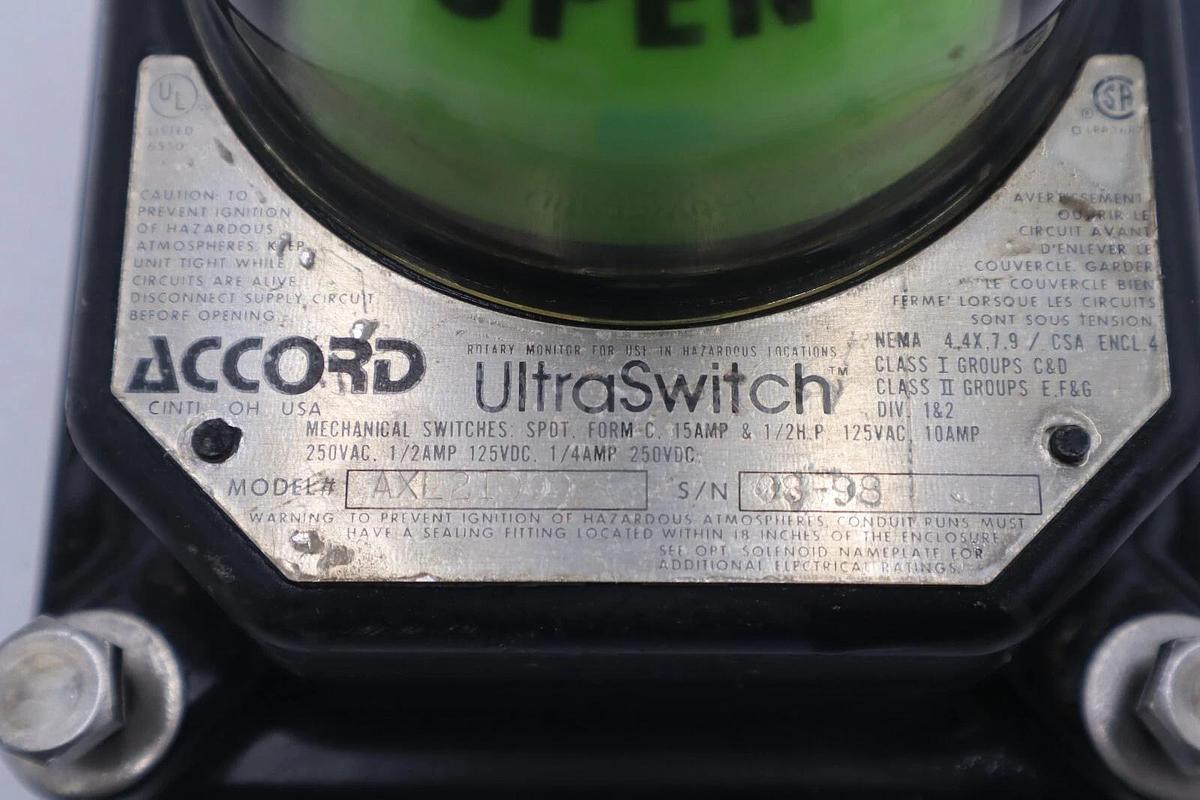 OPEN
UL
LISTED
CAUTION: TO
PREVENT IGNITION
OF HAZARDOUS
ATMOSPHERES, KEEP
UNIT TIGHT WHILE
CIRCUITS ARE ALIVE.
DISCONNECT SUPPLY CIRCUIT
BEFORE OPENING.
SA
AVERTISSEMENT
OUVRIR LE
CIRCUIT AVANT
D'ENLEVER LE
COUVERCLE. GARDER
LE COUVERCLE BIEN
FERME' LORSQUE LES CIRCUITS
SONT SOUS TENSION.
ACCORD
CINTI., OH, USA
ROTARY MONITOR FOR USE IN HAZARDOUS LOCATIONS
UltraSwitch™
NEMA 4,4X,7,9 / CSA ENCL.4
CLASS I GROUPS C&D
CLASS II GROUPS E,F&G
DIV. 1&2
MECHANICAL SWITCHES: SPDT, FORM-C, 15AMP & 1/2H.P. 125VAC, 10AMP
250VAC, 1/2AMP 125VDC, 1/4AMP 250VDC.
MODEL#
S/N 03-98
WARNING: TO PREVENT IGNITION OF HAZARDOUS ATMOSPHERES, CONDUIT RUNS MUST
HAVE A SEALING FITTING LOCATED WITHIN 18 INCHES OF THE ENCLOSURE.
SEE OPT. SOLENOID NAMEPLATE FOR
ADDITIONAL ELECTRICAL RATINGS.